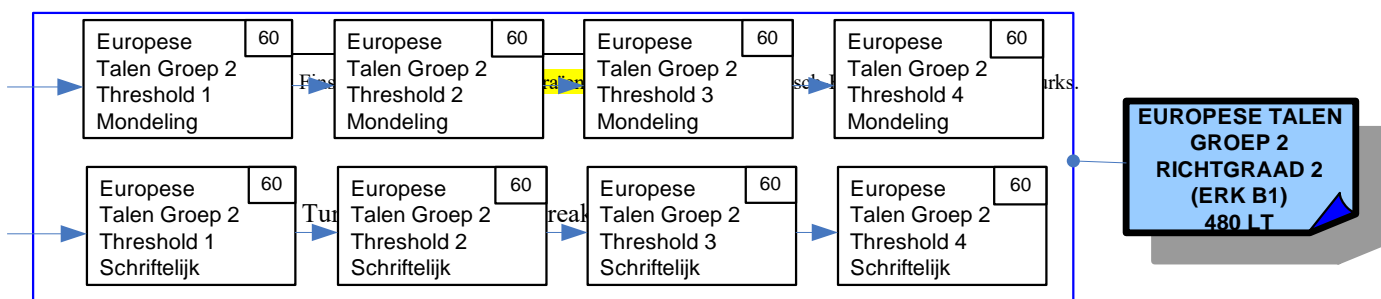 Europese 60
Talen Groep 2
Threshold 1
Mondeling
Europese 60
Talen Groep 2
Threshold 2
Mondeling
Europese 60
Talen Groep 2
Threshold 3
Mondeling
Europese 60
Talen Groep 2
Threshold 4
Mondeling
Europese 60
Talen Groep 2
Threshold 1
Schriftelijk
Europese 60
Talen Groep 2
Threshold 2
Schriftelijk
Europese 60
Talen Groep 2
Threshold 3
Schriftelijk
Europese 60
Talen Groep 2
Threshold 4
Schriftelijk
EUROPESE TALEN
GROEP 2
RICHTGRAAD 2
(ERK B1)
480 LT